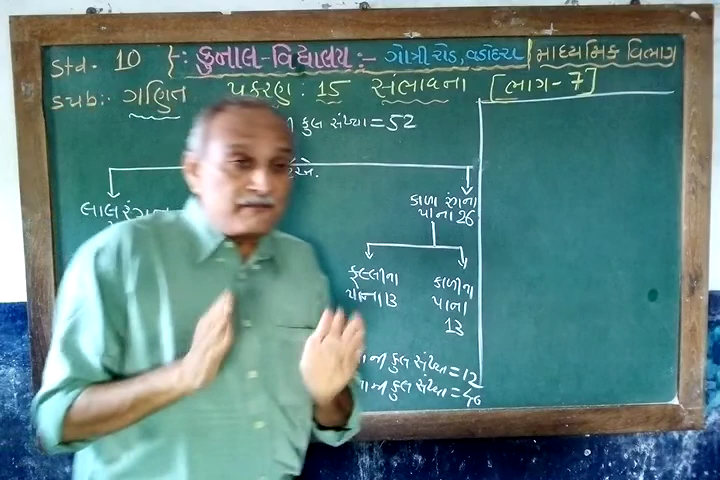 Std. 10 }-: કુનાલ-વિદ્યાલય :- ગોત્રી રોડ, વડોદરા | માધ્યમિક વિભાગ
Sub:- ગણિત પ્રકરણ : 15 સંભાવના [ભાગ-7]
ની કુલ સંખ્યા = 52
લાલ રંગના
કાળા રંગના
પાના 26
ફુલ્લીના
પાના 13
કાળીના
પાના
13
ની કુલ સંખ્યા = 12
ની કુલ સંખ્યા = 40